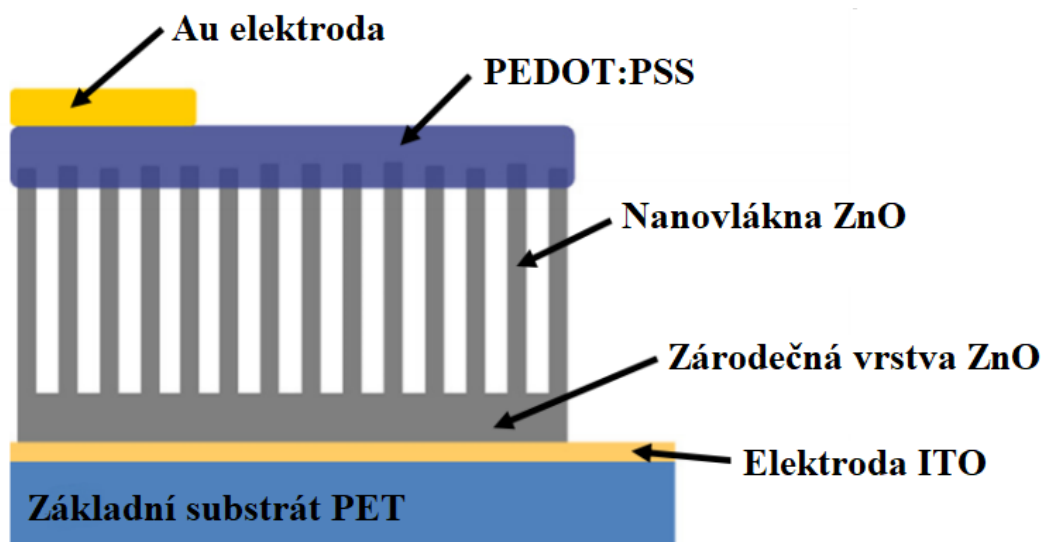 Au elektroda
PEDOT:PSS
Nanovlákna ZnO
Zárodečná vrstva ZnO
Elektroda ITO
Základní substrát PET